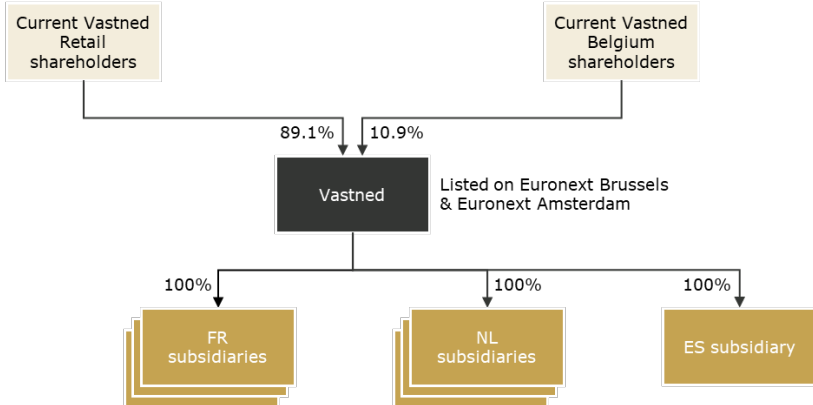 Current Vastned
Retail
shareholders
Current Vastned
Belgium
shareholders
89.1%
10.9%
Vastned
Listed on Euronext Brussels
& Euronext Amsterdam
100%
100%
100%
FR
subsidiaries
NL
subsidiaries
ES subsidiary